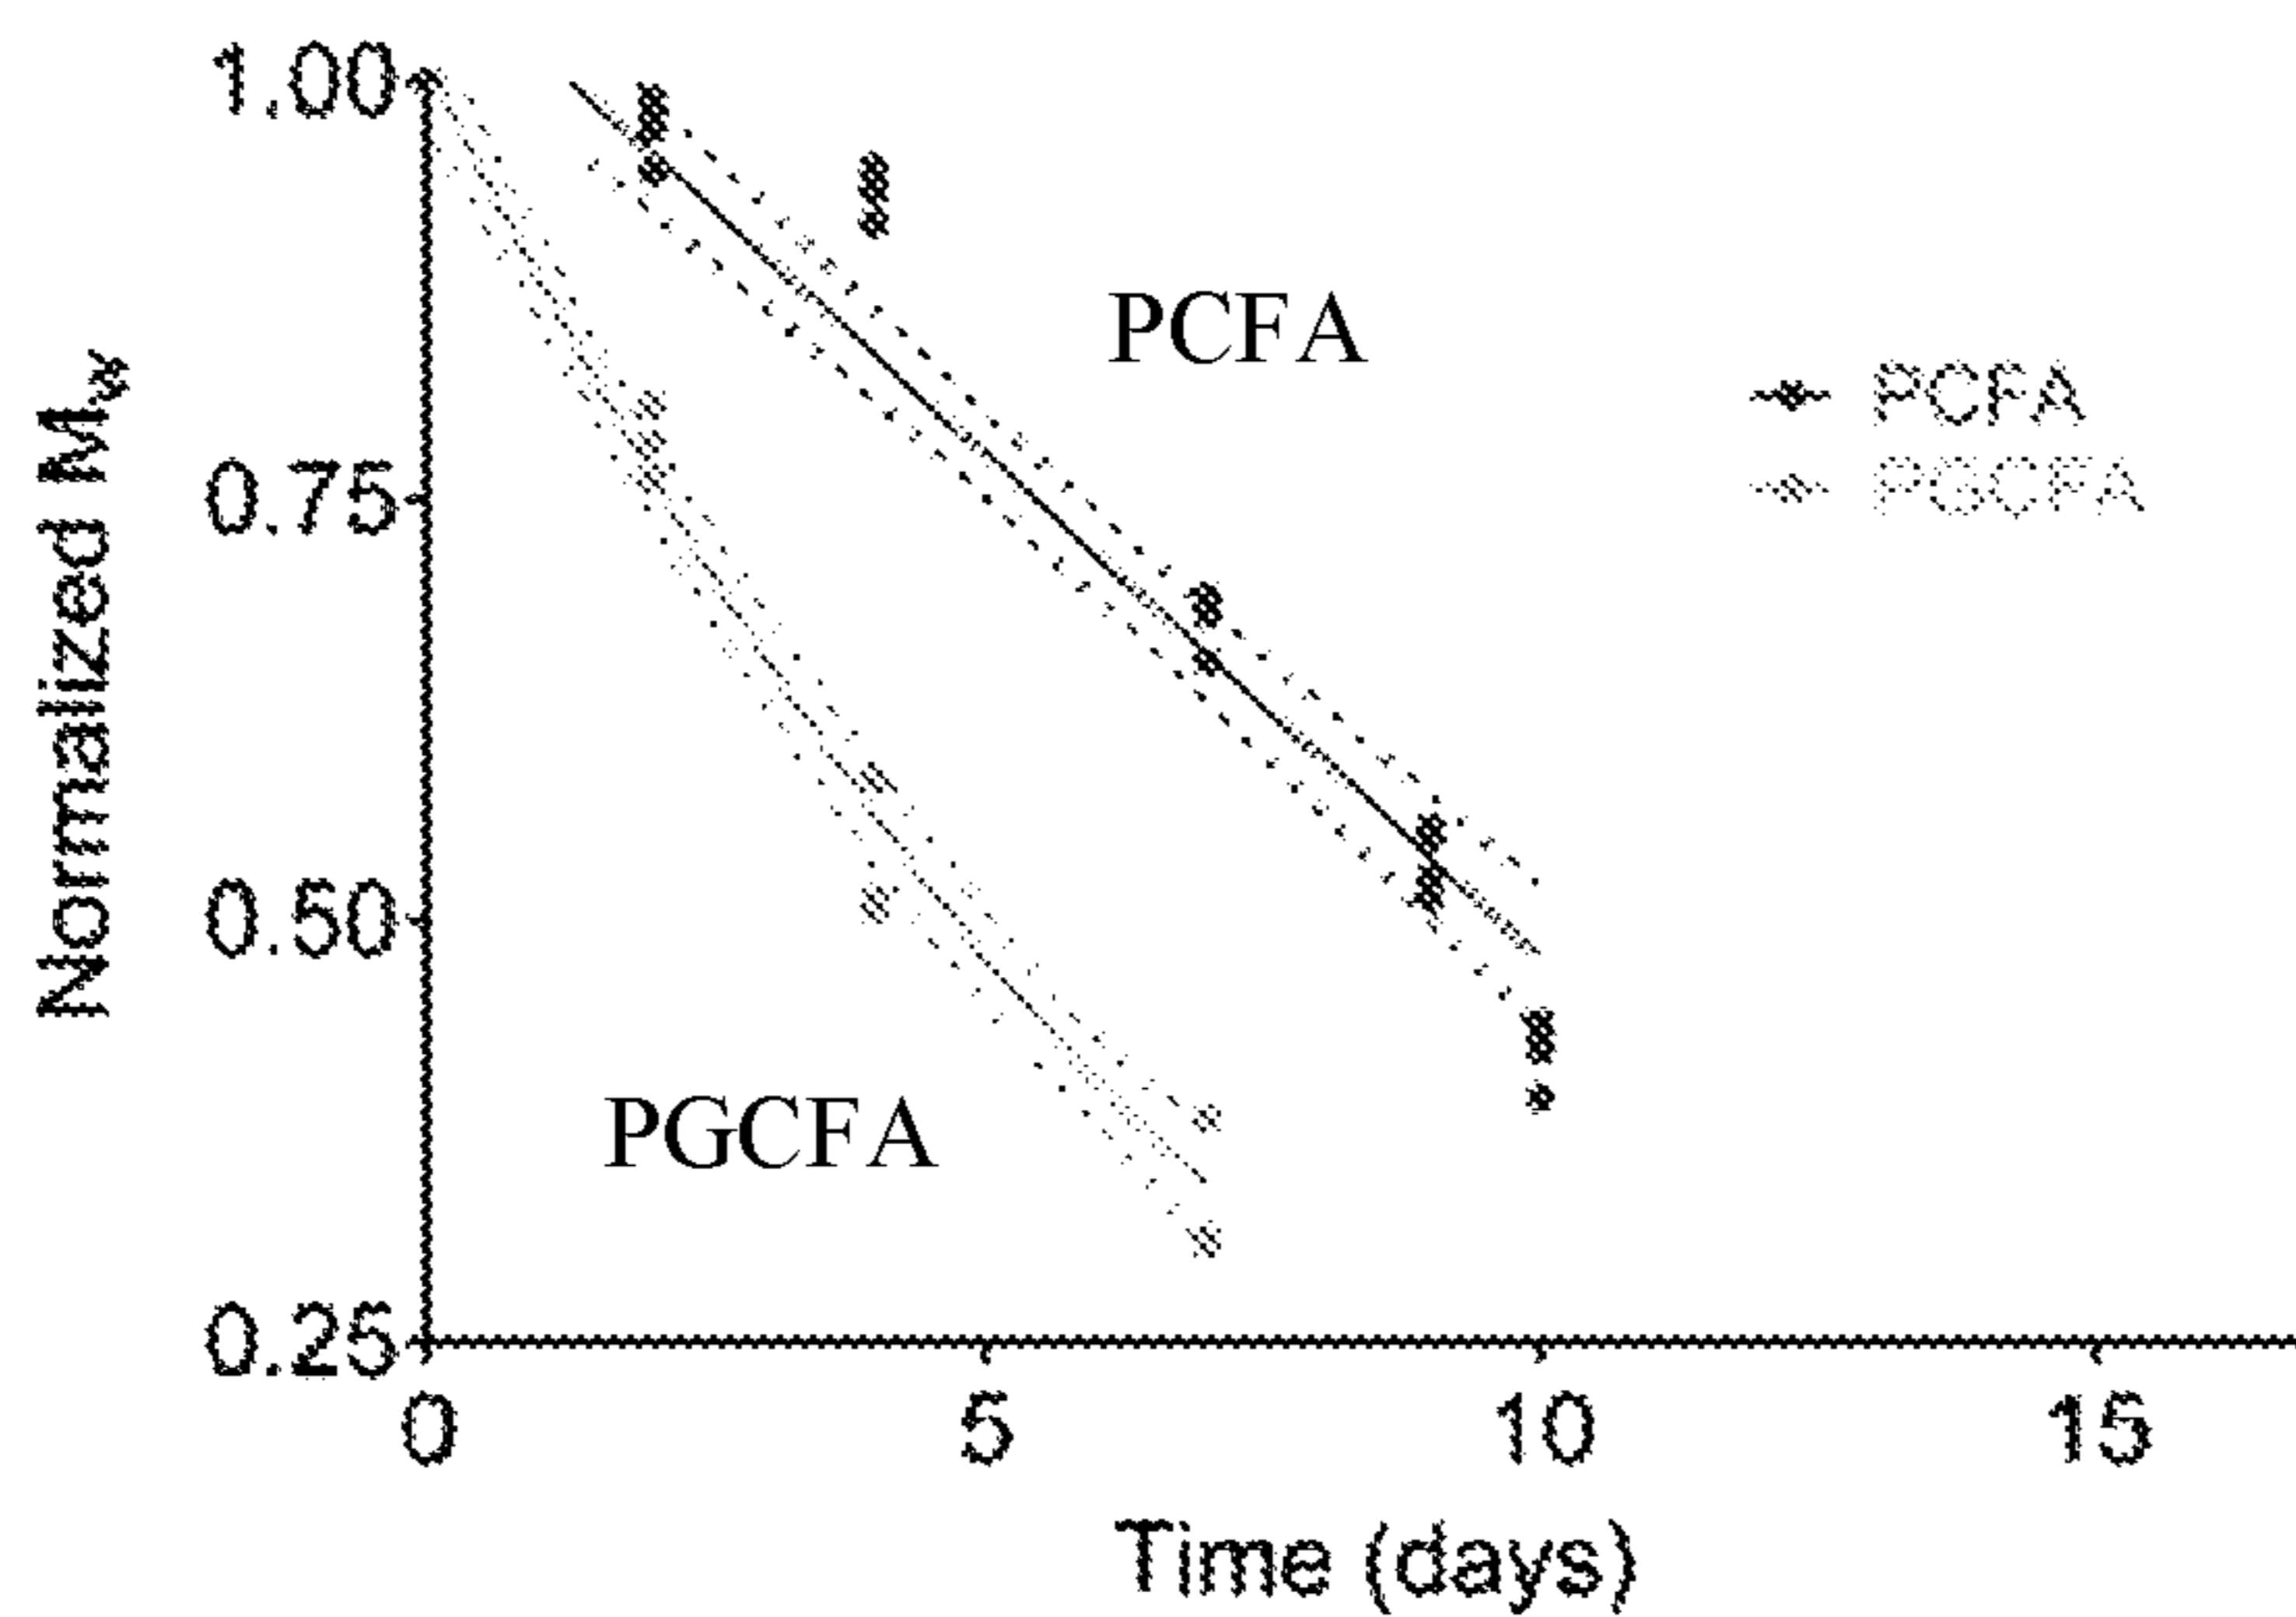 1.00
0.75
0.50
0.25
Normalized Mw
PCFA
PCFA
PGCFA
PGCFA
0 5 10 15
Time (days)